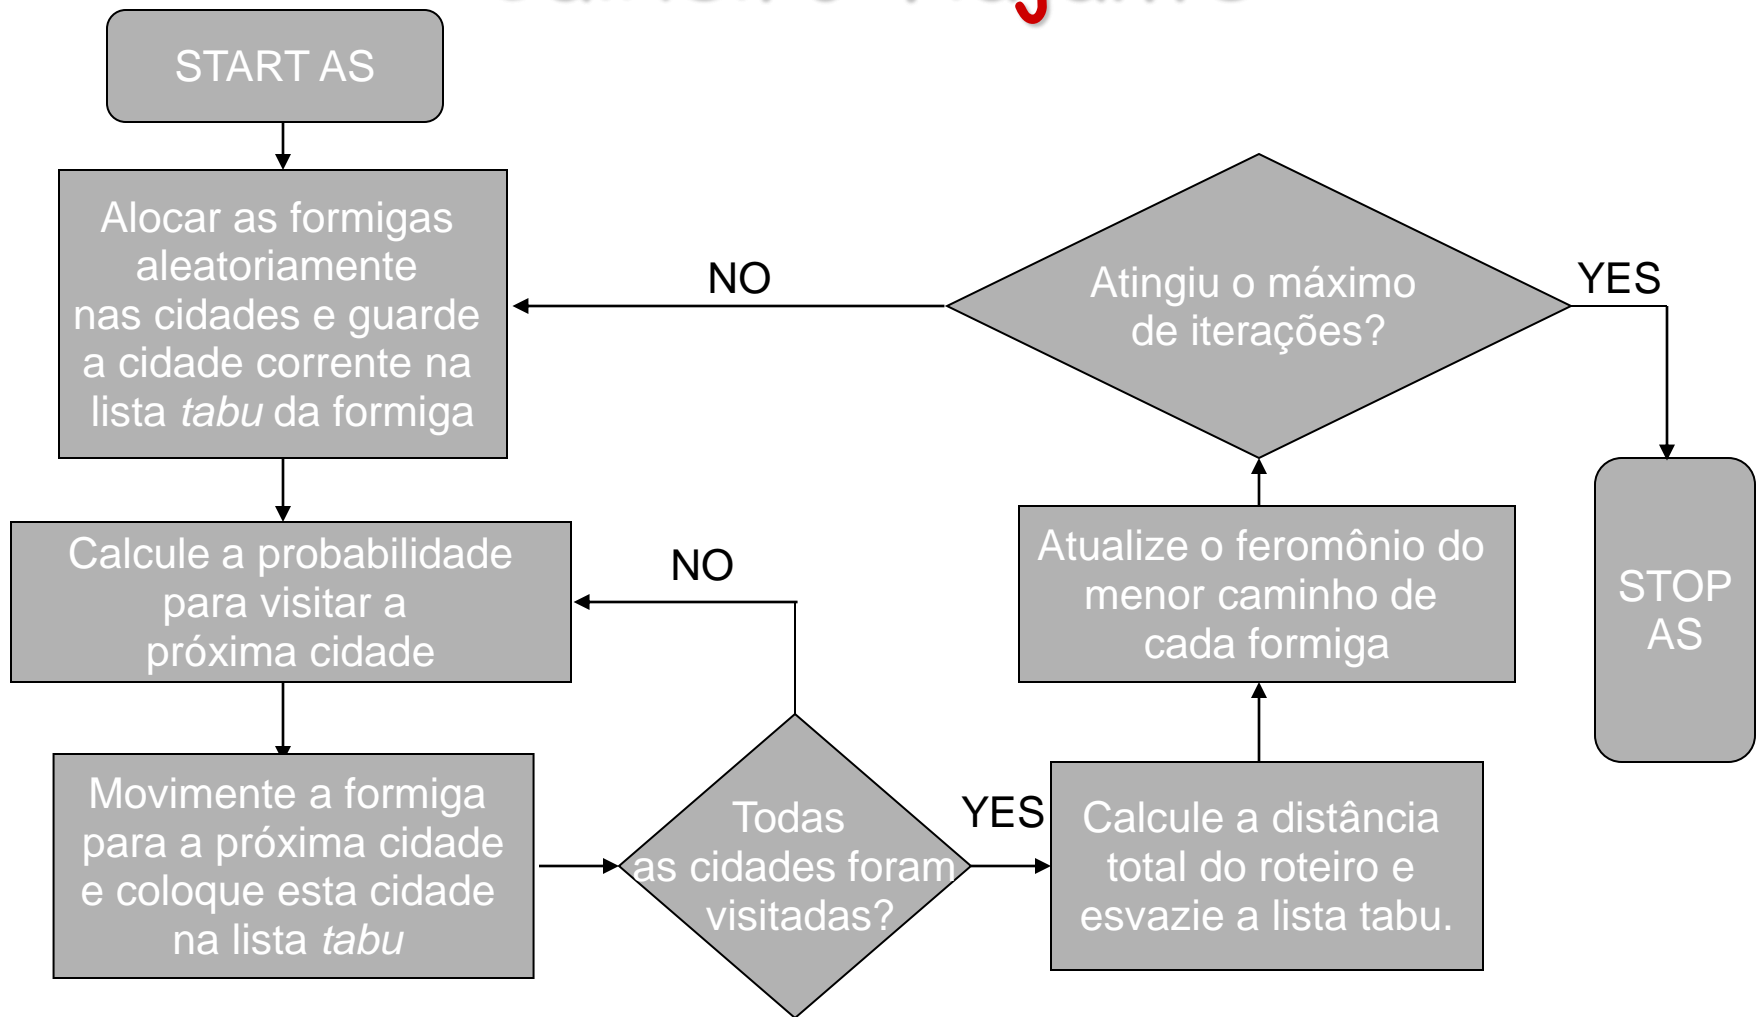 START AS
Alocar as formigas
aleatoriamente
nas cidades e guarde
a cidade corrente na
lista tabu da formiga
Calcule a probabilidade
para visitar a
próxima cidade
NO
Movimente a formiga
para a próxima cidade
e coloque esta cidade
na lista tabu
Todas
as cidades foram
visitadas?
YES
Calcule a distância
total do roteiro e
esvazie a lista tabu.
Atualize o feromônio do
menor caminho de
cada formiga
Atingiu o máximo
de iterações?
NO
YES
STOP
AS